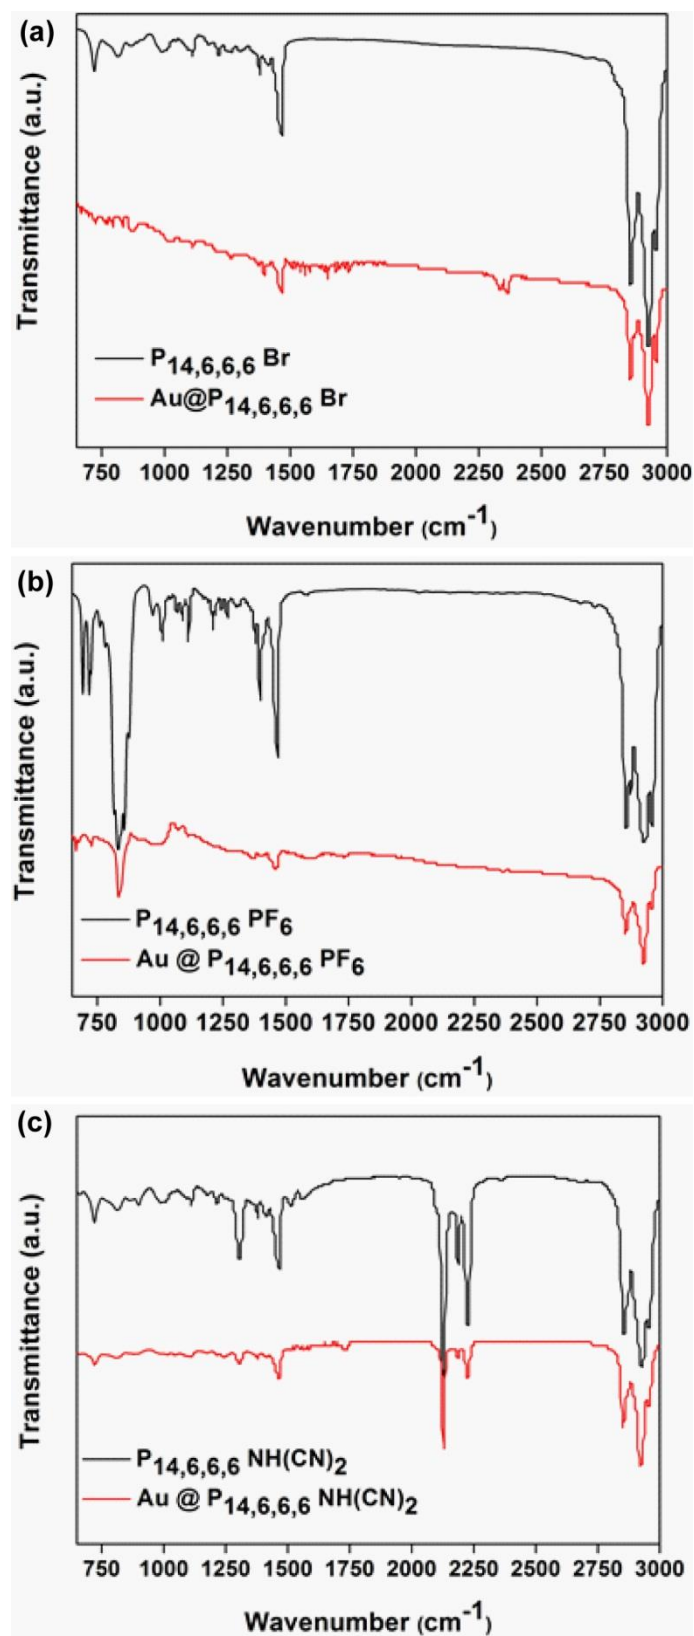 (a)
Transmittance (a.u.)
P14,6,6,6 Br
Au@P14,6,6,6 Br
750 1000 1250 1500 1750 2000 2250 2500 2750 3000
Wavenumber (cm-1)
(b)
Transmittance (a.u.)
P14,6,6,6 PF6
Au @ P14,6,6,6 PF6
750 1000 1250 1500 1750 2000 2250 2500 2750 3000
Wavenumber (cm-1)
(c)
Transmittance (a.u.)
P14,6,6,6 NH(CN)2
Au @ P14,6,6,6 NH(CN)2
750 1000 1250 1500 1750 2000 2250 2500 2750 3000
Wavenumber (cm-1)